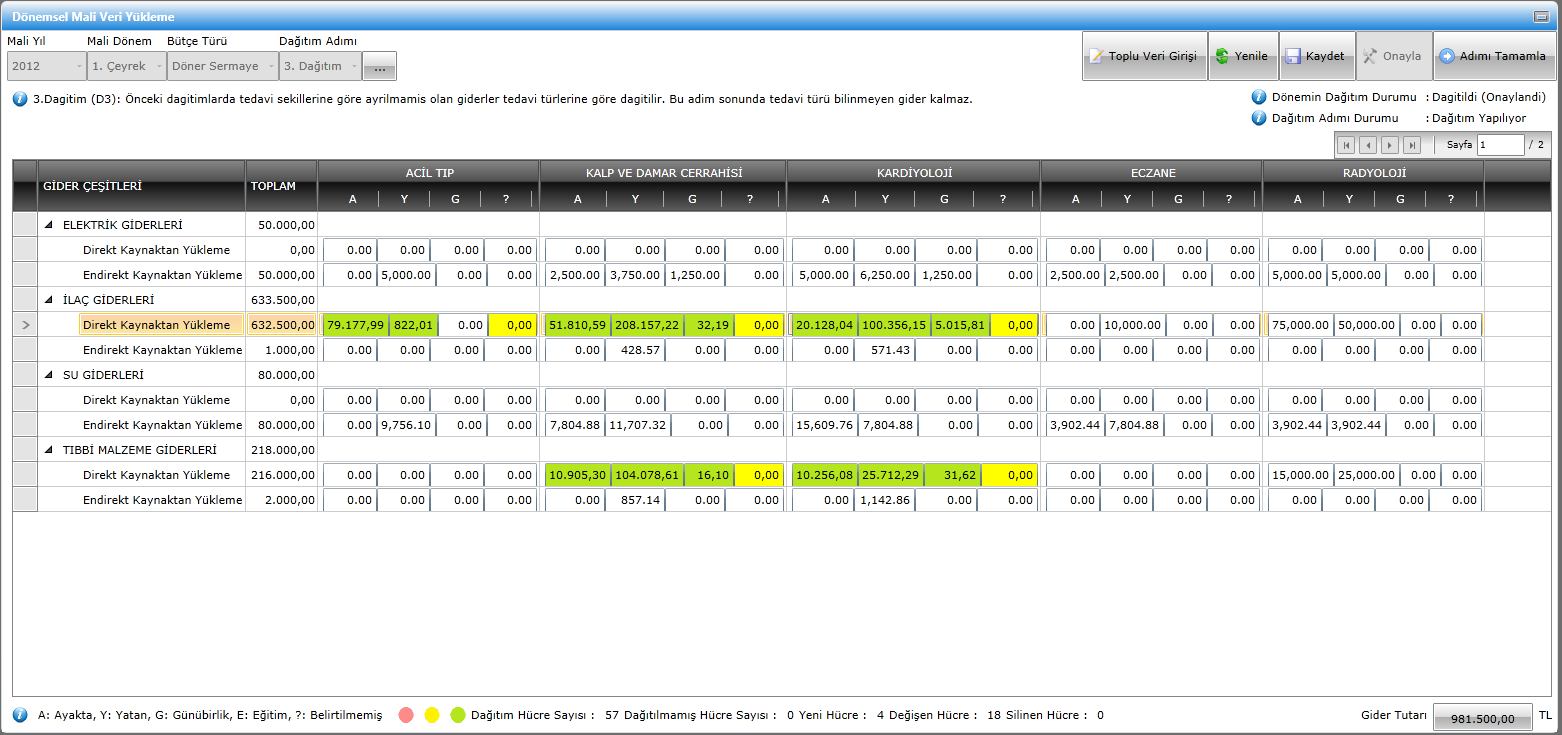 Dönemsel Mali Veri Yükleme
Mali Yıl Mali Dönem Bütçe Türü Dağıtım Adımı
2012 1. Çeyrek Döner Sermaye 3. Dağıtım ... Toplu Veri Girişi Yenile Kaydet Onayla Adımı Tamamla
3.Dagitim (D3): Önceki dagitimlarda tedavi sekillerine göre ayrilmamis olan giderler tedavi türlerine göre dagitilir. Bu adim sonunda tedavi türü bilinmeyen gider kalmaz. Dönemin Dağıtım Durumu : Dagitildi (Onaylandi)
Dağıtım Adımı Durumu : Dağıtım Yapılıyor
Sayfa 1 / 2
GİDER ÇEŞİTLERİ TOPLAM ACİL TIP KALP VE DAMAR CERRAHİSİ KARDİYOLOJİ ECZANE RADYOLOJİ
A Y G ? A Y G ? A Y G ? A Y G ? A Y G ?
ELEKTRİK GİDERLERİ 50.000,00
Direkt Kaynaktan Yükleme 0,00 0.00 0.00 0.00 0.00 0.00 0.00 0.00 0.00 0.00 0.00 0.00 0.00 0.00 0.00 0.00 0.00 0.00 0.00 0.00 0.00
Endirekt Kaynaktan Yükleme 50.000,00 0.00 5,000.00 0.00 0.00 2,500.00 3,750.00 1,250.00 0.00 5,000.00 6,250.00 1,250.00 0.00 2,500.00 2,500.00 0.00 0.00 5,000.00 5,000.00 0.00 0.00
İLAÇ GİDERLERİ 633.500,00
> Direkt Kaynaktan Yükleme 632.500,00 79.177,99 822,01 0.00 0,00 51.810,59 208.157,22 32,19 0,00 20.128,04 100.356,15 5.015,81 0,00 0.00 10,000.00 0.00 0.00 75,000.00 50,000.00 0.00 0.00
Endirekt Kaynaktan Yükleme 1.000,00 0.00 0.00 0.00 0.00 0.00 428.57 0.00 0.00 0.00 571.43 0.00 0.00 0.00 0.00 0.00 0.00 0.00 0.00 0.00 0.00
SU GİDERLERİ 80.000,00
Direkt Kaynaktan Yükleme 0,00 0.00 0.00 0.00 0.00 0.00 0.00 0.00 0.00 0.00 0.00 0.00 0.00 0.00 0.00 0.00 0.00 0.00 0.00 0.00 0.00
Endirekt Kaynaktan Yükleme 80.000,00 0.00 9,756.10 0.00 0.00 7,804.88 11,707.32 0.00 0.00 15,609.76 7,804.88 0.00 0.00 3,902.44 7,804.88 0.00 0.00 3,902.44 3,902.44 0.00 0.00
TIBBİ MALZEME GİDERLERİ 218.000,00
Direkt Kaynaktan Yükleme 216.000,00 0.00 0.00 0.00 0.00 10.905,30 104.078,61 16,10 0,00 10.256,08 25.712,29 31,62 0,00 0.00 0.00 0.00 0.00 15,000.00 25,000.00 0.00 0.00
Endirekt Kaynaktan Yükleme 2.000,00 0.00 0.00 0.00 0.00 0.00 857.14 0.00 0.00 0.00 1,142.86 0.00 0.00 0.00 0.00 0.00 0.00 0.00 0.00 0.00 0.00
A: Ayakta, Y: Yatan, G: Günübirlik, E: Eğitim, ?: Belirtilmemiş Dağıtım Hücre Sayısı : 57 Dağıtılmamış Hücre Sayısı : 0 Yeni Hücre : 4 Değişen Hücre : 18 Silinen Hücre : 0 Gider Tutarı 981.500,00 TL